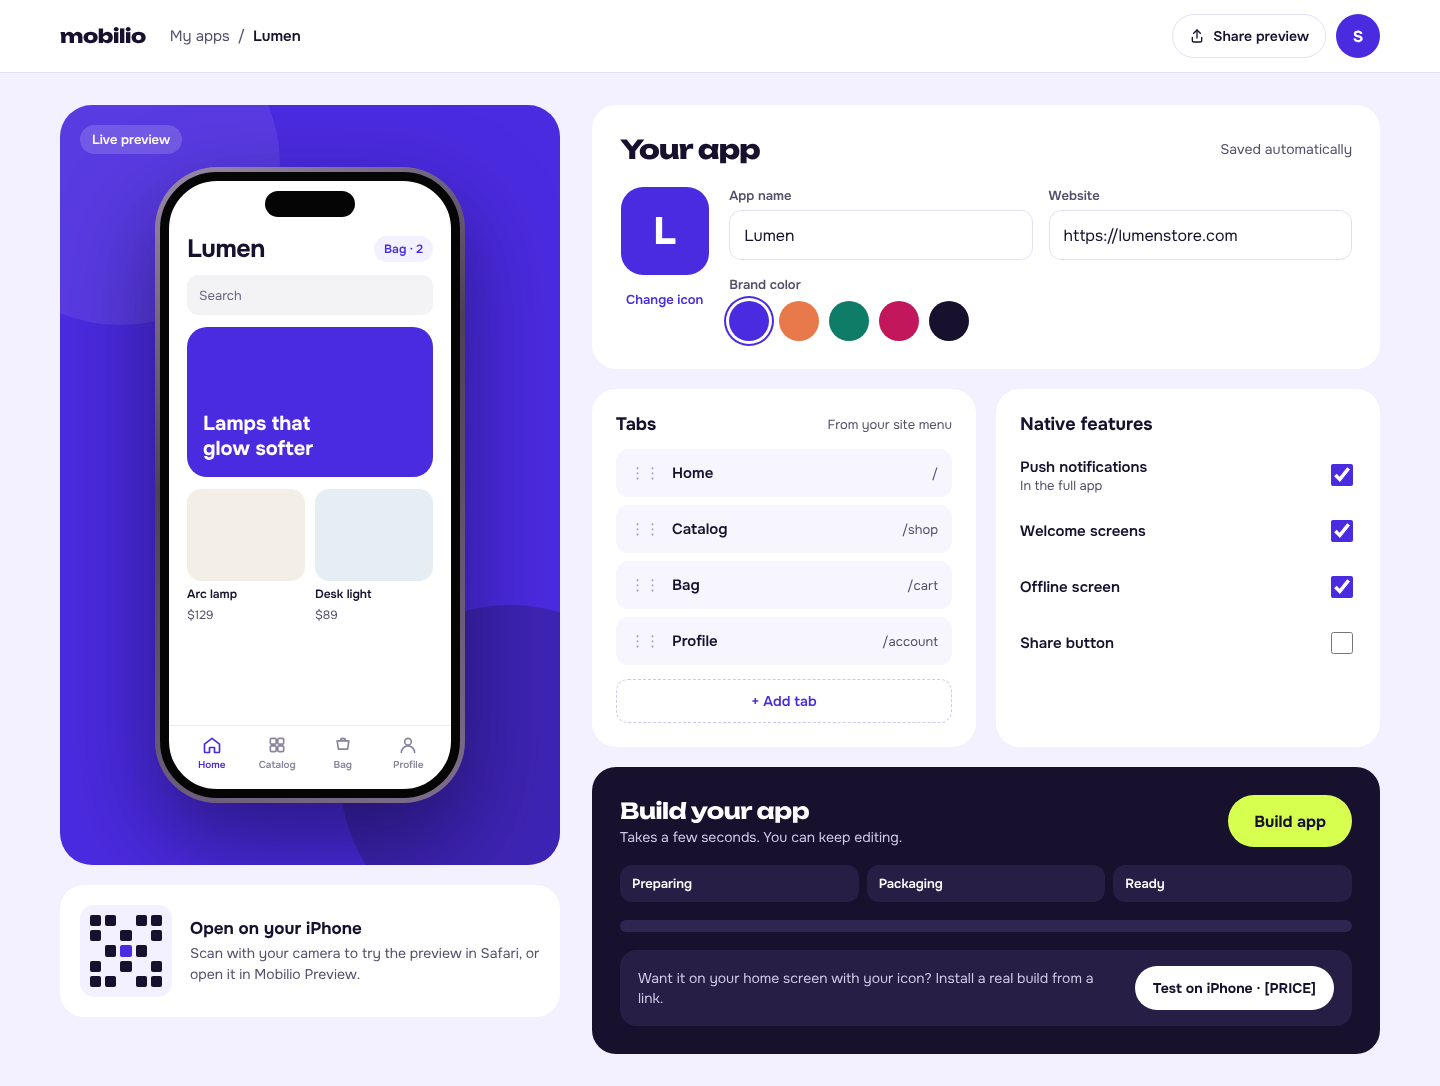 mobilio
My apps / Lumen
Share preview
S
Live preview
Lumen
Bag · 2
Search
Lamps that
glow softer
Arc lamp
$129
Desk light
$89
Home
Catalog
Bag
Profile
Open on your iPhone
Scan with your camera to try the preview in Safari, or
open it in Mobilio Preview.
Your app
Saved automatically
L
Change icon
App name
Lumen
Website
https://lumenstore.com
Brand color
Tabs
From your site menu
Home
/
Catalog
/shop
Bag
/cart
Profile
/account
+ Add tab
Native features
Push notifications
In the full app
Welcome screens
Offline screen
Share button
Build your app
Takes a few seconds. You can keep editing.
Build app
Preparing
Packaging
Ready
Want it on your home screen with your icon? Install a real build from a
link.
Test on iPhone · [PRICE]